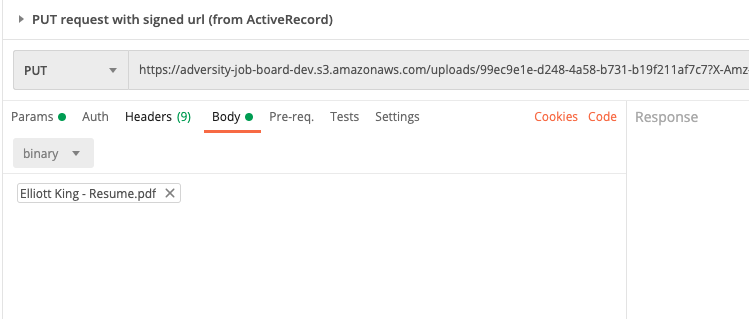 PUT request with signed url (from ActiveRecord)
PUT https://adversity-job-board-dev.s3.amazonaws.com/uploads/99ec9e1e-d248-4a58-b731-b19f211af7c7?X-Amz-
Params Auth Headers (9) Body Pre-req. Tests Settings Cookies Code Response
binary
Elliott King - Resume.pdf